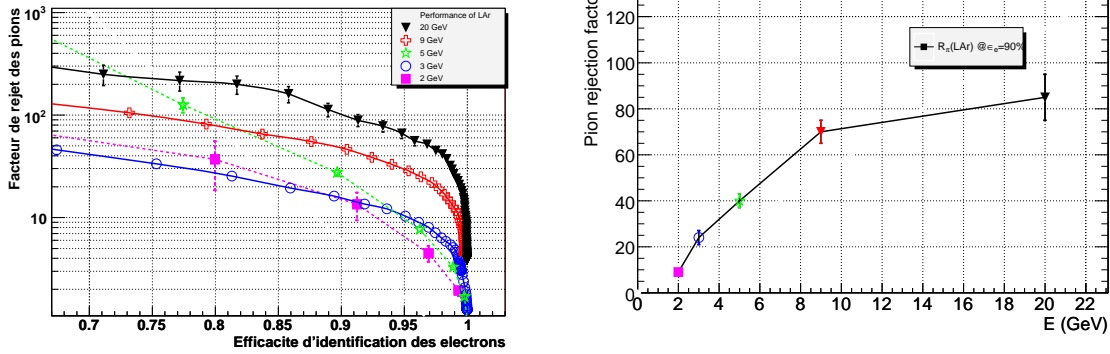 Facteur de rejet des pions
10³
10²
10
Performance of LAr
20 GeV
9 GeV
5 GeV
3 GeV
2 GeV
0.7 0.75 0.8 0.85 0.9 0.95 1
Efficacite d'identification des electrons
Pion rejection facto
120
100
80
60
40
20
0
R_π(LAr) @ε_e=90%
0 2 4 6 8 10 12 14 16 18 20 22
E (GeV)